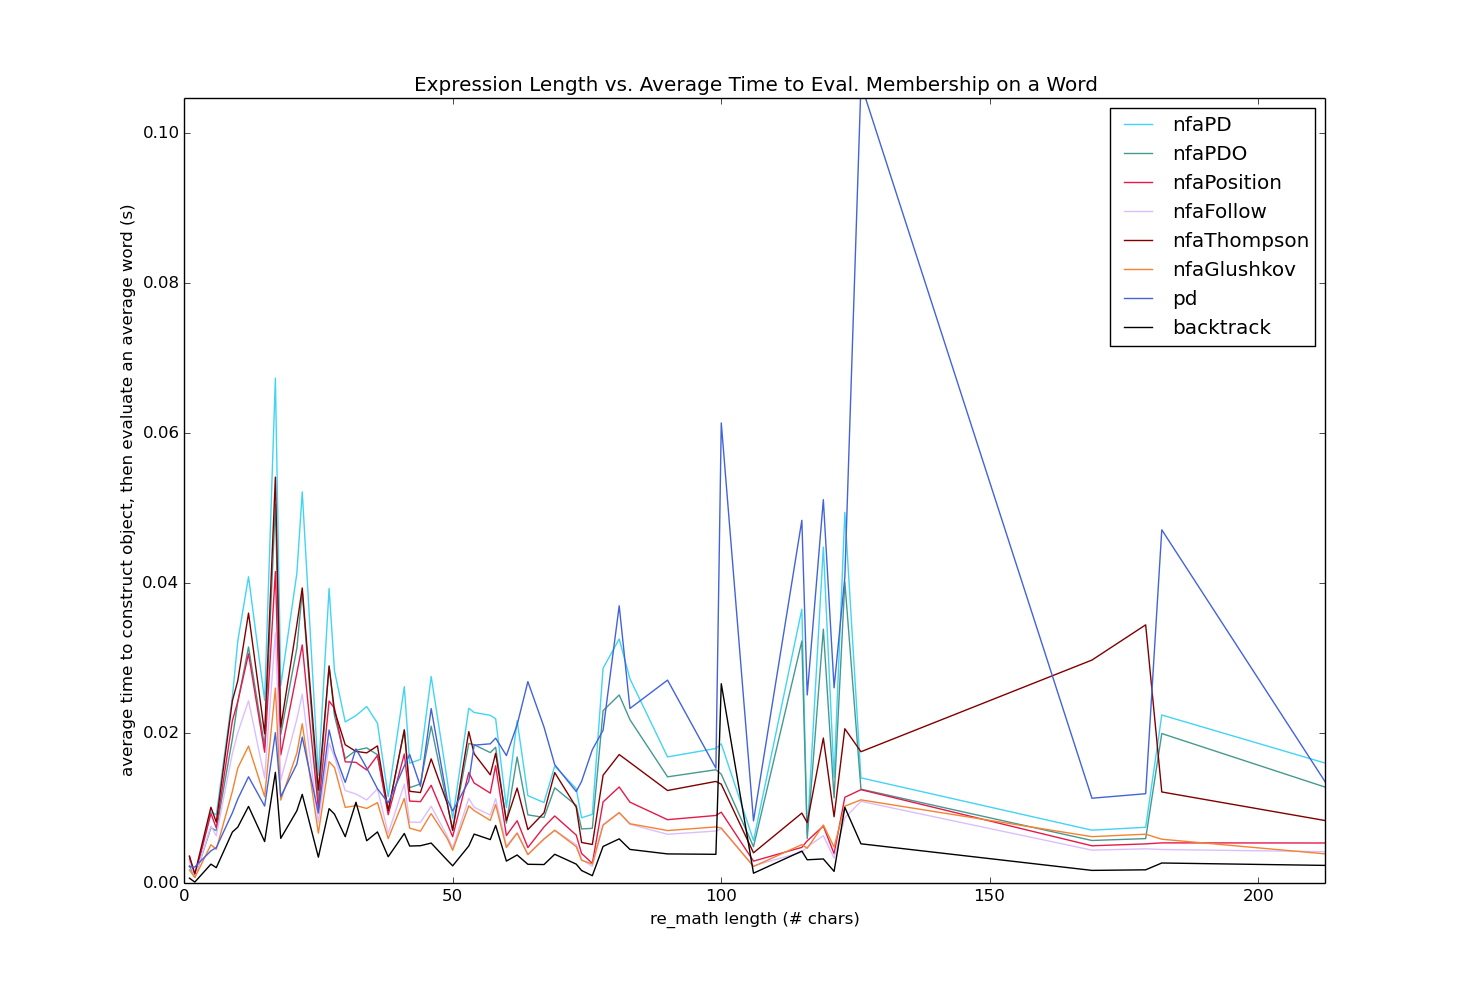 Expression Length vs. Average Time to Eval. Membership on a Word
average time to construct object, then evaluate an average word (s)
0.10
0.08
0.06
0.04
0.02
0.00
nfaPD
nfaPDO
nfaPosition
nfaFollow
nfaThompson
nfaGlushkov
pd
backtrack
0 50 100 150 200
re_math length (# chars)